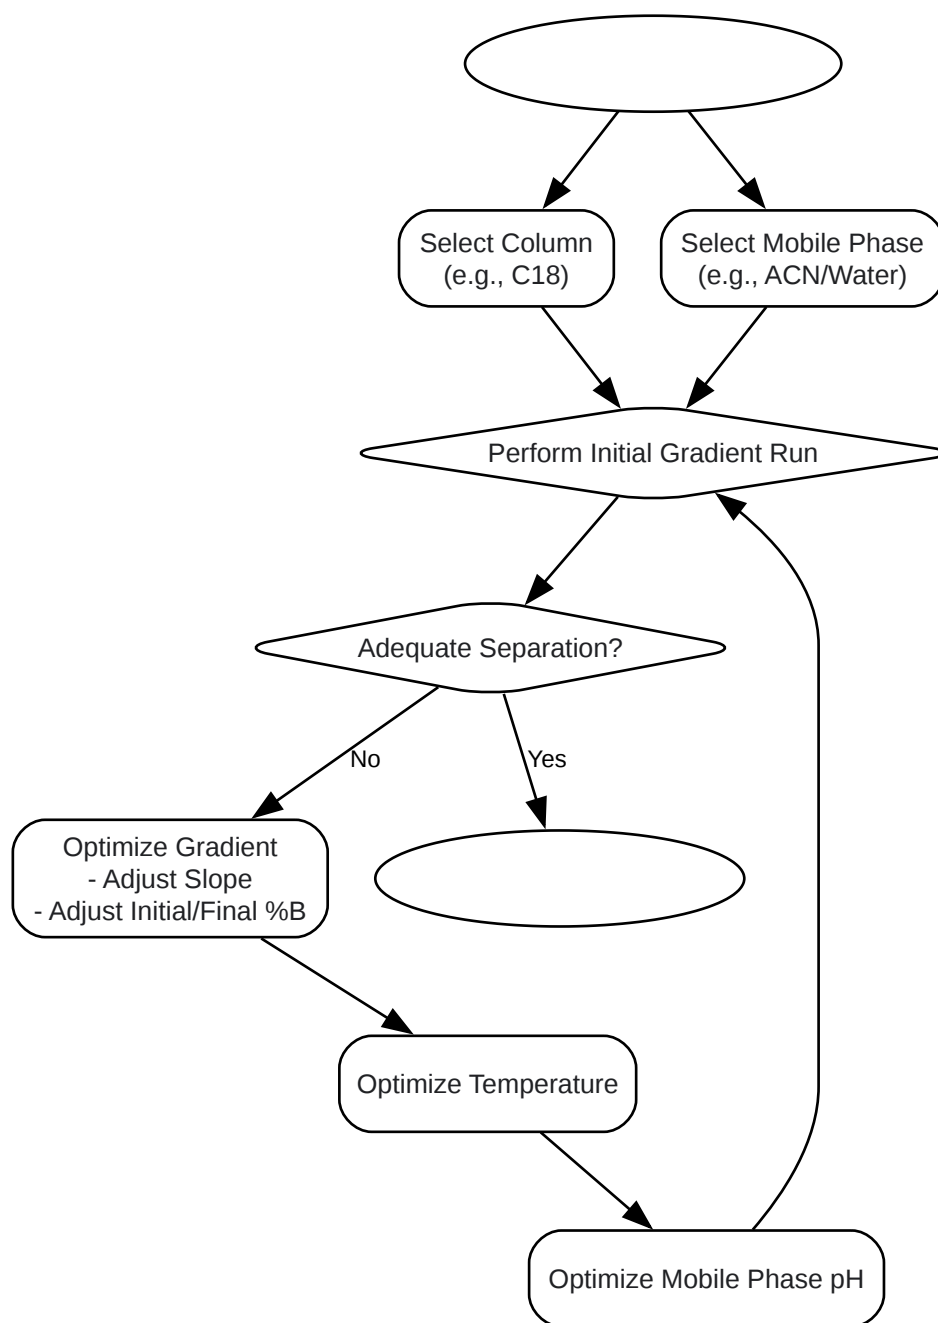 Select Column
(e.g., C18)
Select Mobile Phase
(e.g., ACN/Water)
Perform Initial Gradient Run
Adequate Separation?
No
Yes
Optimize Gradient
- Adjust Slope
- Adjust Initial/Final %B
Optimize Temperature
Optimize Mobile Phase pH